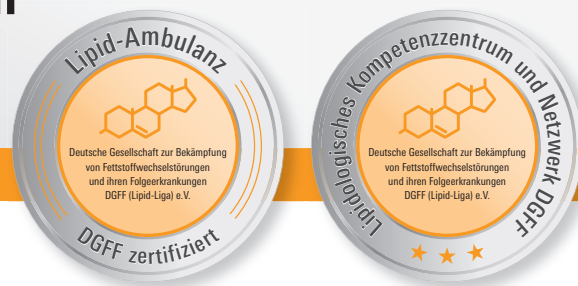 Lipid-Ambulanz
Deutsche Gesellschaft zur Bekämpfung
von Fettstoffwechselstörungen
und ihren Folgeerkrankungen
DGFF (Lipid-Liga) e.V.
DGFF zertifiziert
Lipidologisches Kompetenzzentrum und Netzwerk DGFF
Deutsche Gesellschaft zur Bekämpfung
von Fettstoffwechselstörungen
und ihren Folgeerkrankungen
DGFF (Lipid-Liga) e.V.